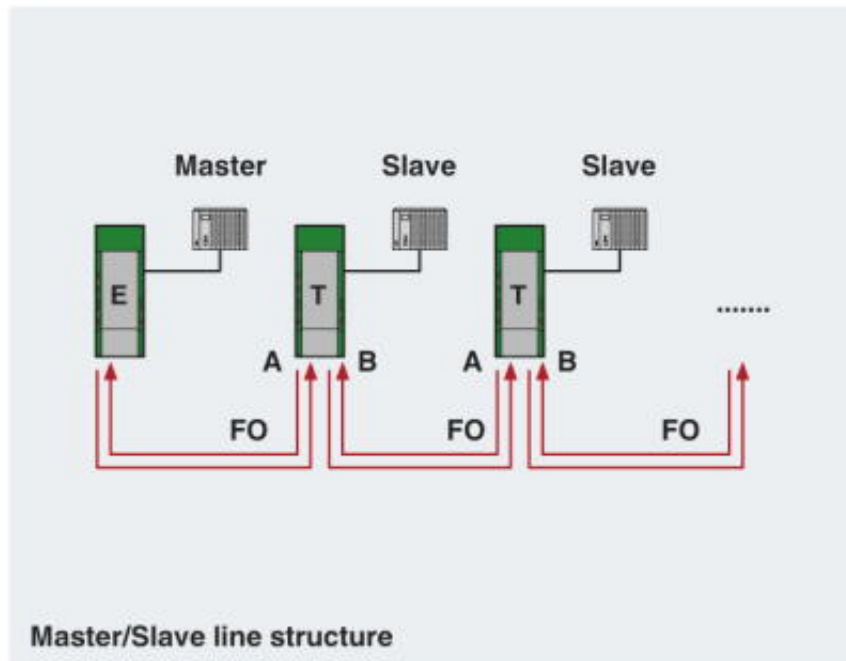 Master Slave Slave
E T T
.......
A B A B
FO FO FO
Master/Slave line structure